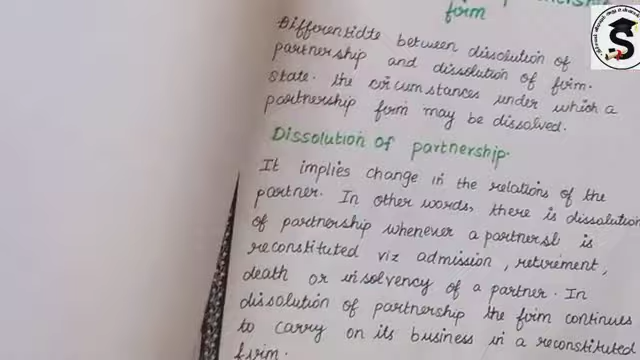 firm
Differentidte between dissolution of
partnership and dissolution of firm.
State. the circumstances under which a
partnership firm may be dissolved.
Dissolution of partnership.
It implies change in the relations of the
partner. In other words, there is dissolution
of partnership whenever a partnersl is
reconstituted viz admission, retirement,
death or insolvency of a partner. In
dissolution of partnership the firm continues
to carry on its business in a reconstituted
firm.